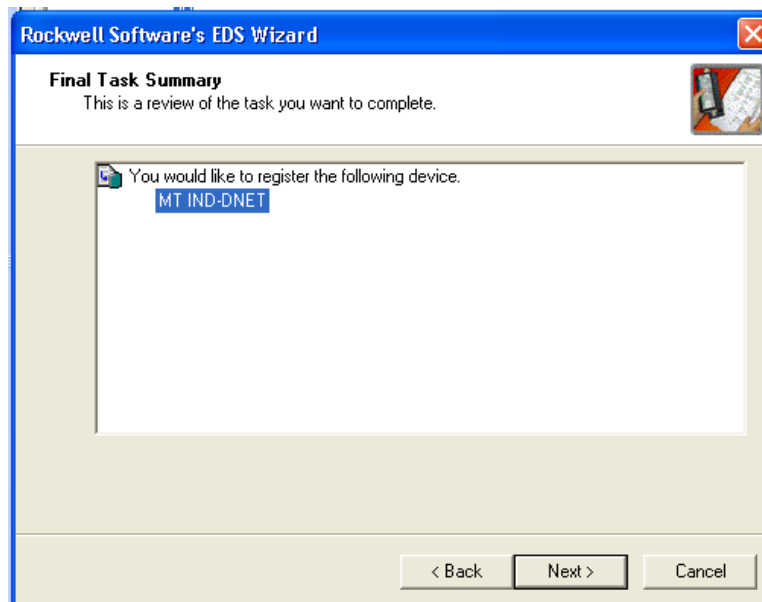 Rockwell Software's EDS Wizard
Final Task Summary
This is a review of the task you want to complete.
You would like to register the following device.
MT IND-DNET
< Back Next > Cancel